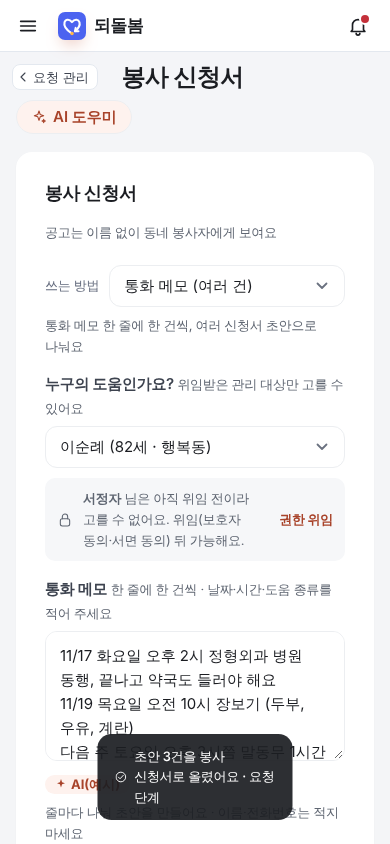 되돌봄
요청 관리
봉사 신청서
AI 도우미
봉사 신청서
공고는 이름 없이 동네 봉사자에게 보여요
쓰는 방법
통화 메모 (여러 건)
통화 메모 한 줄에 한 건씩, 여러 신청서 초안으로
나눠요
누구의 도움인가요? 위임받은 관리 대상만 고를 수
있어요
이순례 (82세 · 행복동)
서정자 님은 아직 위임 전이라
고를 수 없어요. 위임(보호자
동의·서면 동의) 뒤 가능해요.
권한 위임
통화 메모 한 줄에 한 건씩 · 날짜·시간·도움 종류를
적어 주세요
11/17 화요일 오후 2시 정형외과 병원
동행, 끝나고 약국도 들러야 해요
11/19 목요일 오전 10시 장보기 (두부,
우유, 계란)
다음 주 1시간
초안 3건을 봉사
신청서로 올렸어요 · 요청
단계
AI(예시)
줄마다 적지
마세요